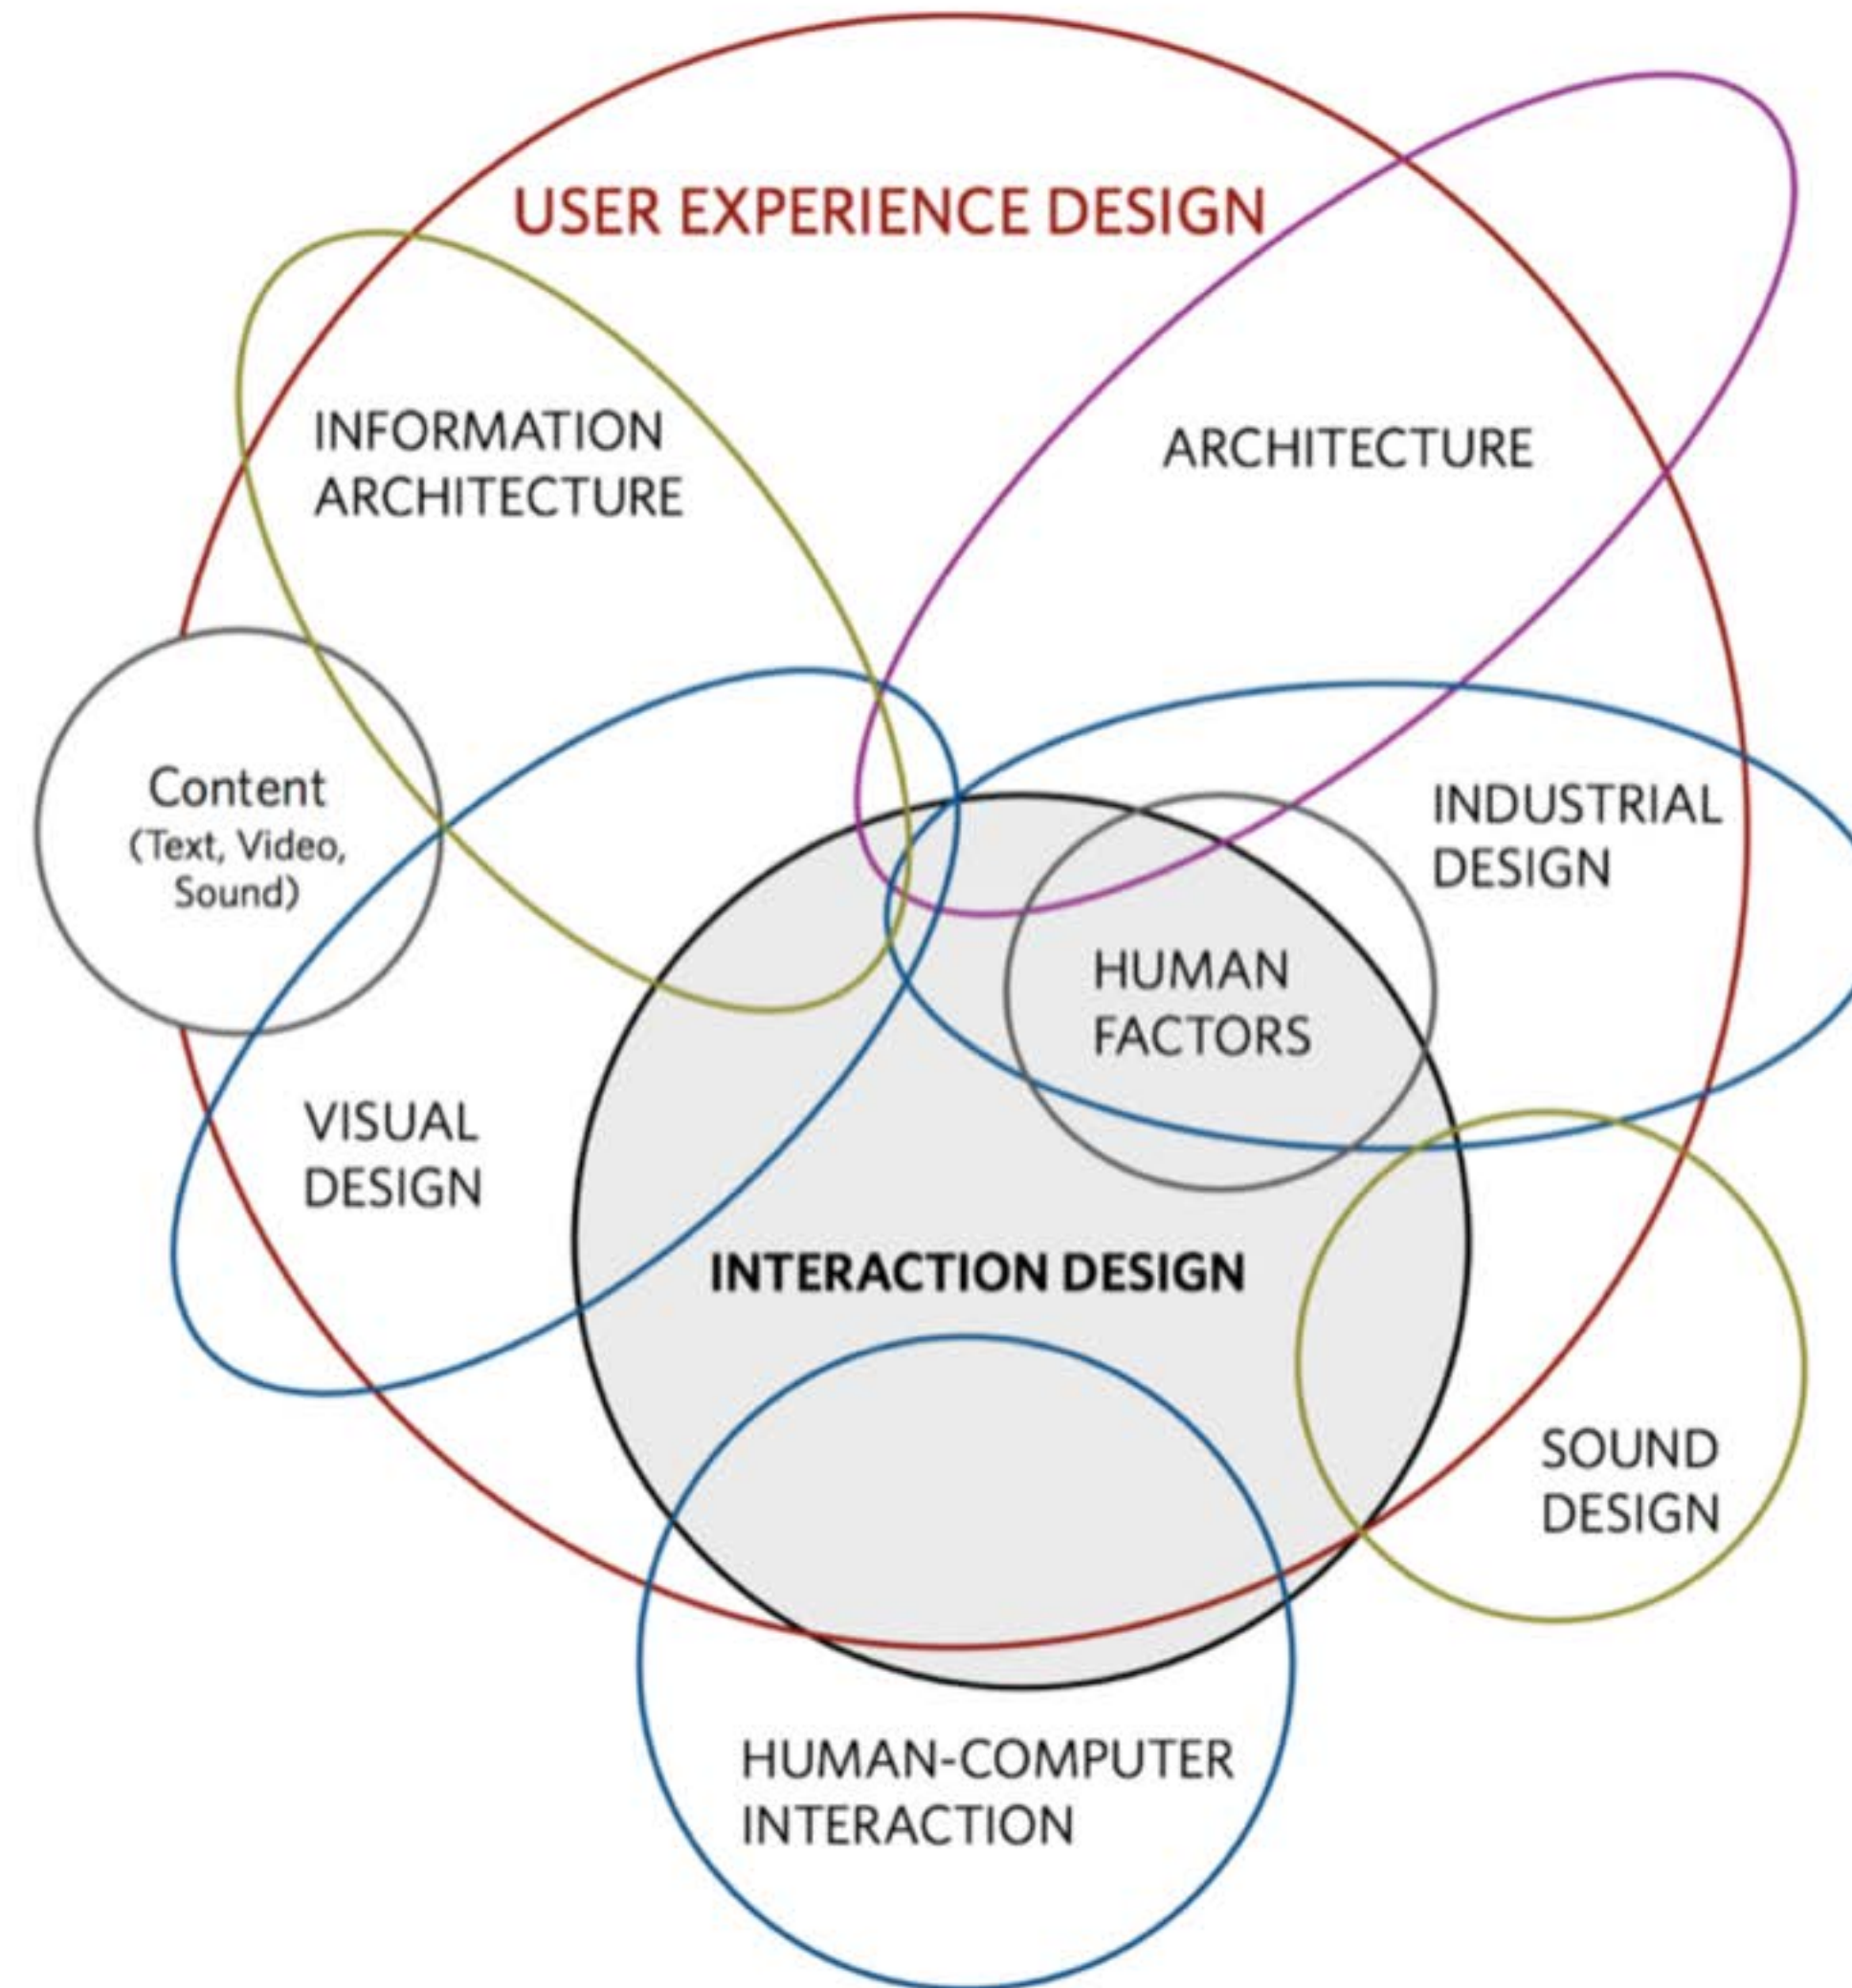 USER EXPERIENCE DESIGN
INFORMATION
ARCHITECTURE
ARCHITECTURE
Content
(Text, Video,
Sound)
INDUSTRIAL
DESIGN
HUMAN
FACTORS
VISUAL
DESIGN
INTERACTION DESIGN
SOUND
DESIGN
HUMAN-COMPUTER
INTERACTION